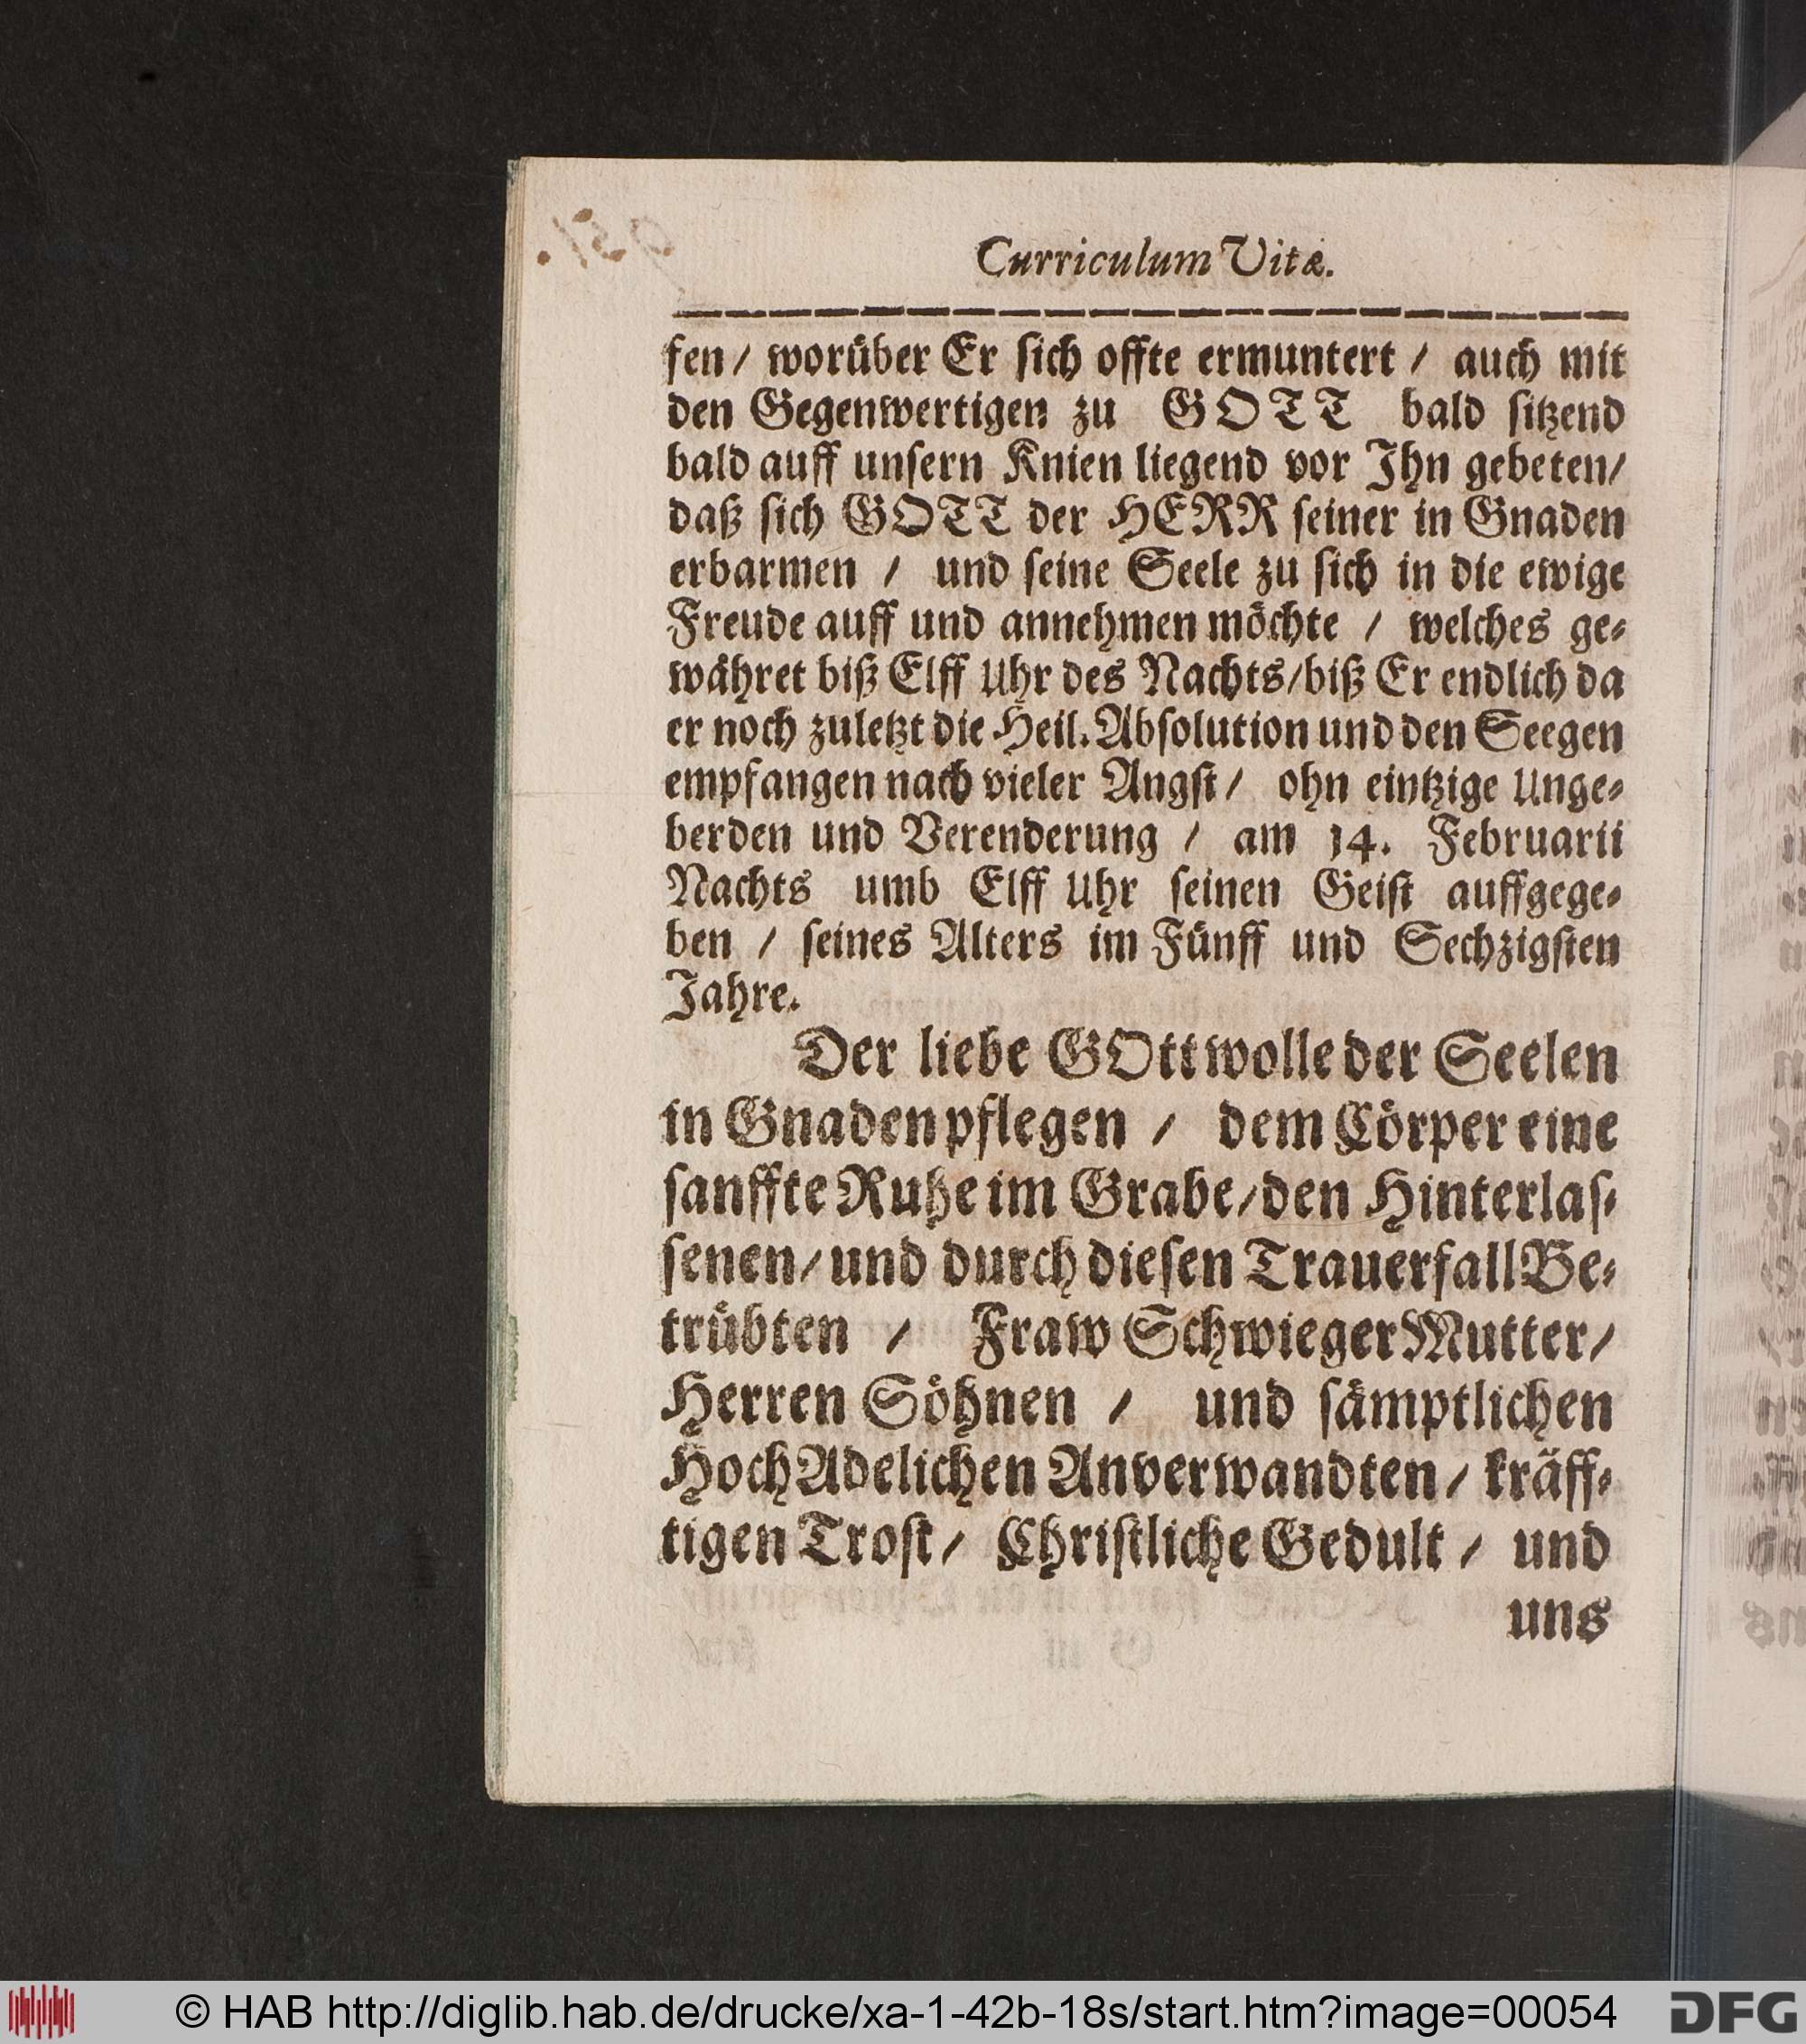 Curriculum Vitæ.
fen / worüber Er sich offte ermuntert / auch mit
den Gegenwertigen zu GOTT bald sitzend
bald auff unsern Knien liegend vor Ihn gebeten/
daß sich GOTT der HERR seiner in Gnaden
erbarmen / und seine Seele zu sich in die ewige
Freude auff und annehmen möchte / welches ge-
währet biß Elff Uhr des Nachts/biß Er endlich da
er noch zuletzt die Heil. Absolution und den Seegen
empfangen nach vieler Angst / ohn eintzige Unge-
berden und Verenderung / am 14. Februarii
Nachts umb Elff Uhr seinen Geist auffgege-
ben / seines Alters im Fünff und Sechzigsten
Jahre.
Der liebe GOtt wolle der Seelen
in Gnaden pflegen / dem Cörper eine
sanffte Ruhe im Grabe/den Hinterlas-
senen/und durch diesen Trauerfall Be-
trübten / Fraw SchwiegerMutter/
Herren Söhnen / und sämptlichen
HochAdelichen Anverwandten / kräff-
tigen Trost / Christliche Gedult / und
uns
© HAB http://diglib.hab.de/drucke/xa-1-42b-18s/start.htm?image=00054
DFG